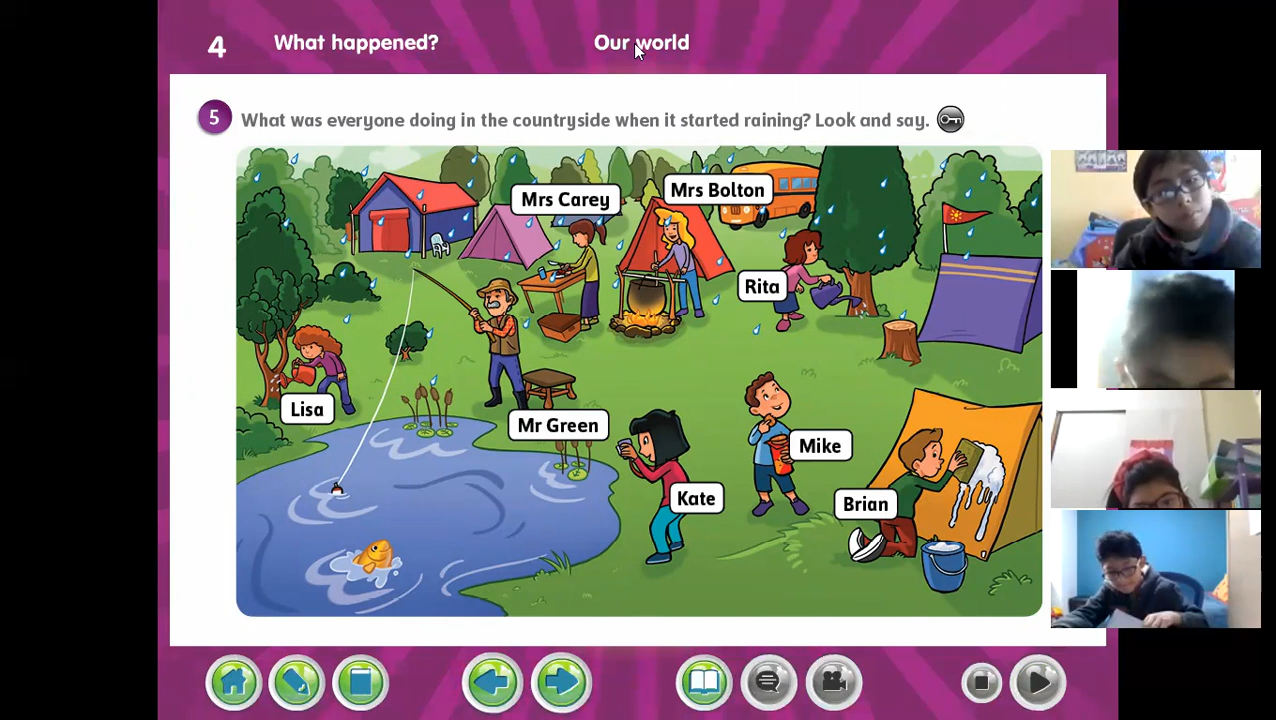 4 What happened? Our world
5 What was everyone doing in the countryside when it started raining? Look and say.
Mrs Carey
Mrs Bolton
Rita
Lisa
Mr Green
Mike
Kate
Brian